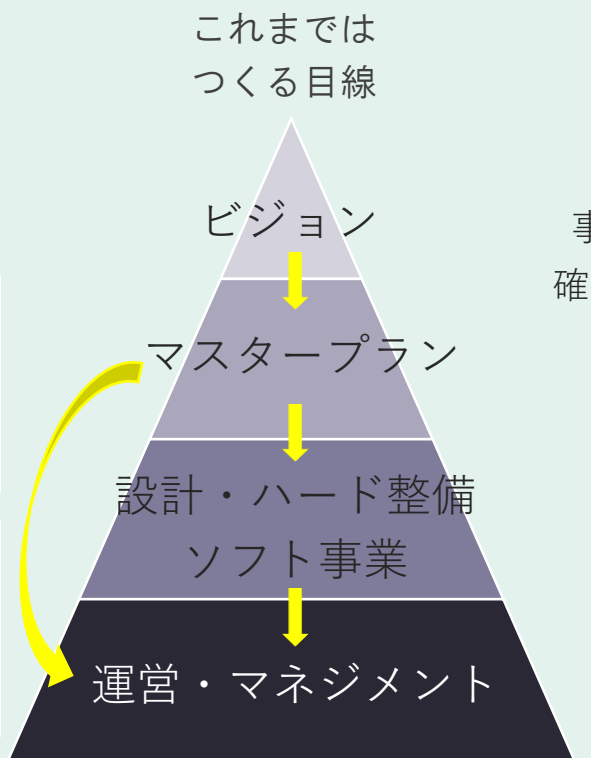 これまでは
つくる目線
ビジョン
事
確
マスタープラン
設計・ハード整備
ソフト事業
運営・マネジメント